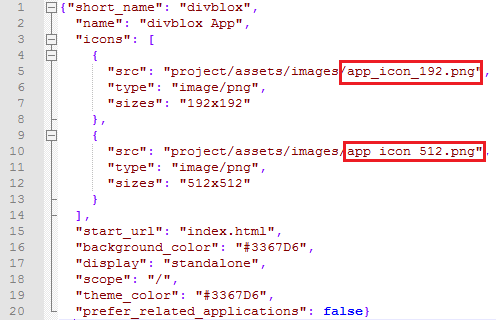 1 {"short_name": "divblox",
2 "name": "divblox App",
3 "icons": [
4 {
5 "src": "project/assets/images/app_icon_192.png",
6 "type": "image/png",
7 "sizes": "192x192"
8 },
9 {
10 "src": "project/assets/images/app_icon_512.png",
11 "type": "image/png",
12 "sizes": "512x512"
13 }
14 ],
15 "start_url": "index.html",
16 "background_color": "#3367D6",
17 "display": "standalone",
18 "scope": "/",
19 "theme_color": "#3367D6",
20 "prefer_related_applications": false}